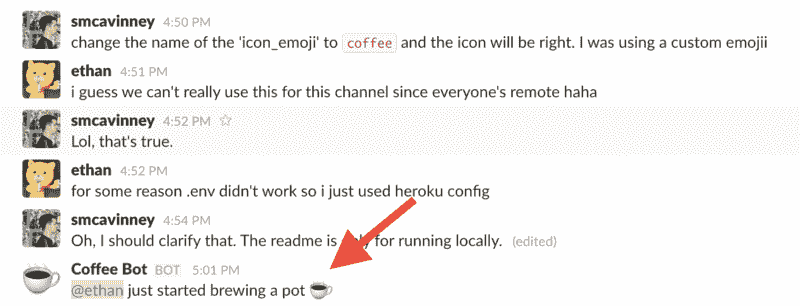 smcavinney 4:50 PM
change the name of the 'icon_emoji' to coffee and the icon will be right. I was using a custom emojii
ethan 4:51 PM
i guess we can't really use this for this channel since everyone's remote haha
smcavinney 4:52 PM
Lol, that's true.
ethan 4:52 PM
for some reason .env didn't work so i just used heroku config
smcavinney 4:54 PM
Oh, I should clarify that. The readme is for running locally. (edited)
Coffee Bot BOT 5:01 PM
@ethan just started brewing a pot